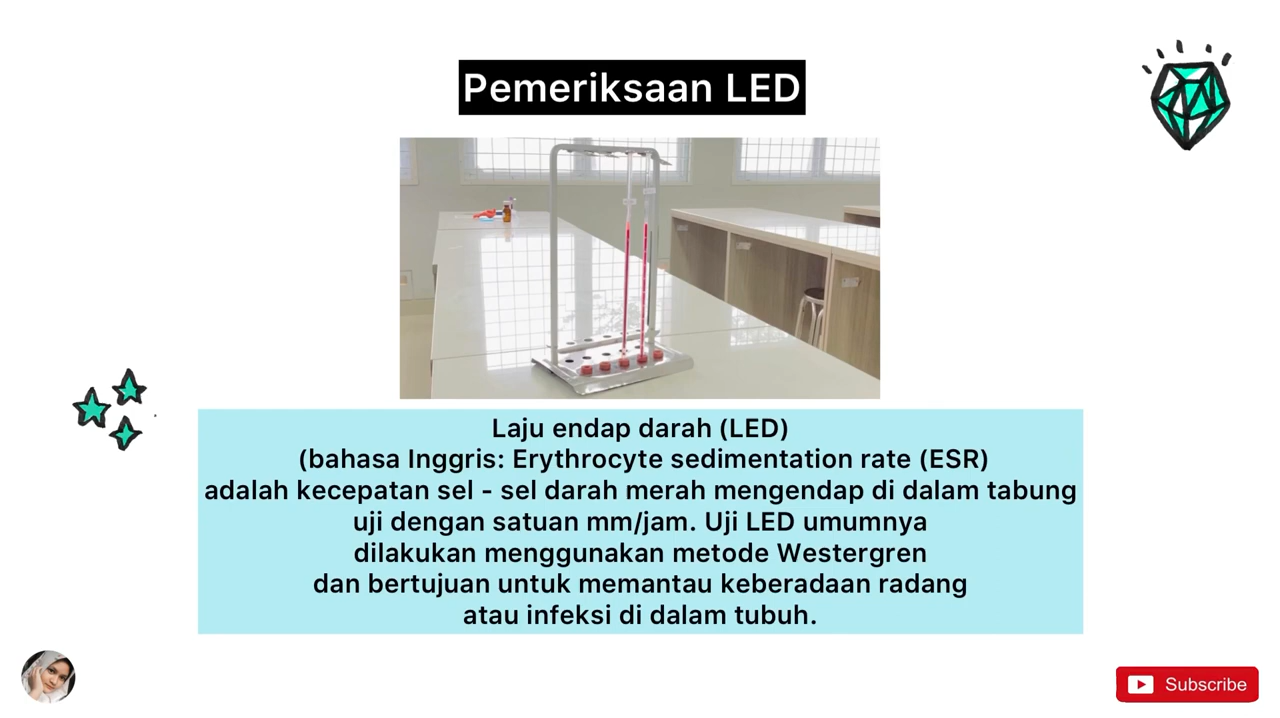 Pemeriksaan LED
Laju endap darah (LED)
(bahasa Inggris: Erythrocyte sedimentation rate (ESR)
adalah kecepatan sel - sel darah merah mengendap di dalam tabung
uji dengan satuan mm/jam. Uji LED umumnya
dilakukan menggunakan metode Westergren
dan bertujuan untuk memantau keberadaan radang
atau infeksi di dalam tubuh.
Subscribe